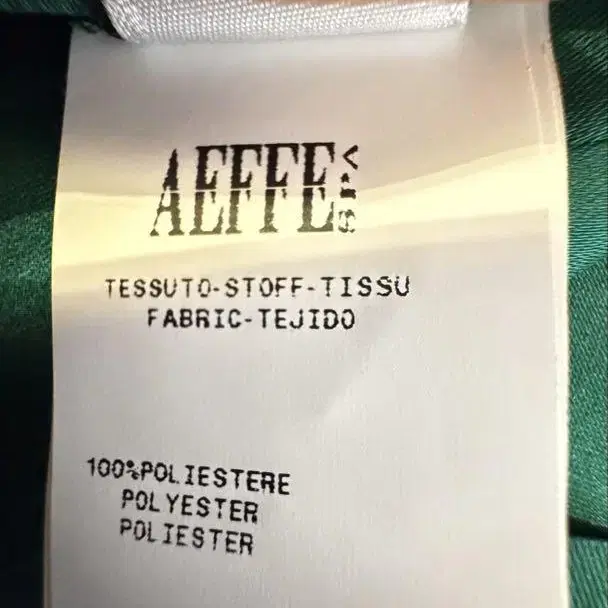 AEFFE S.P.A.
TESSUTO-STOFF-TISSU
FABRIC-TEJIDO
100%POLIESTERE
POLYESTER
POLIESTER